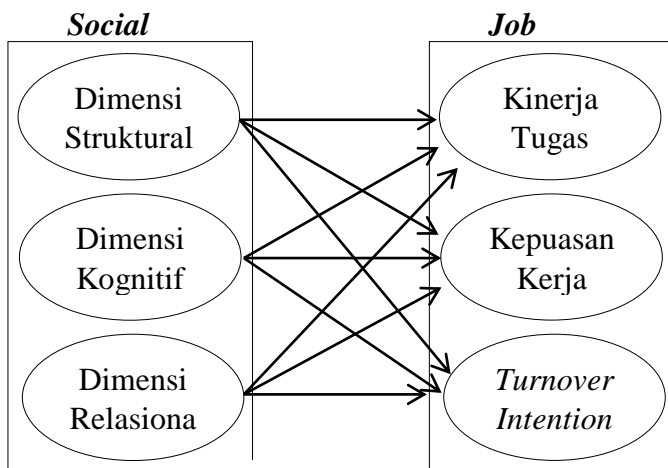 Social
Job
Dimensi
Struktural
Kinerja
Tugas
Dimensi
Kognitif
Kepuasan
Kerja
Dimensi
Relasiona
Turnover
Intention